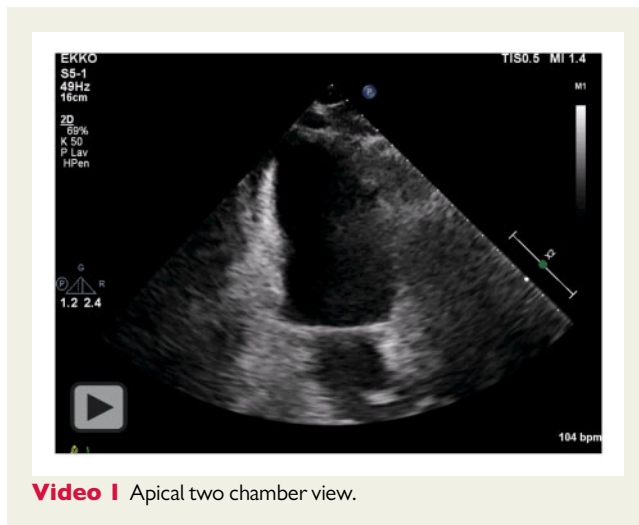 EKKO
S5-1
49Hz
16cm
TIS0.5 MI 1.4
M1
2D
69%
K 50
P Lav
HPen
P
X2
G
P R
1.2 2.4
104 bpm
Video 1 Apical two chamber view.